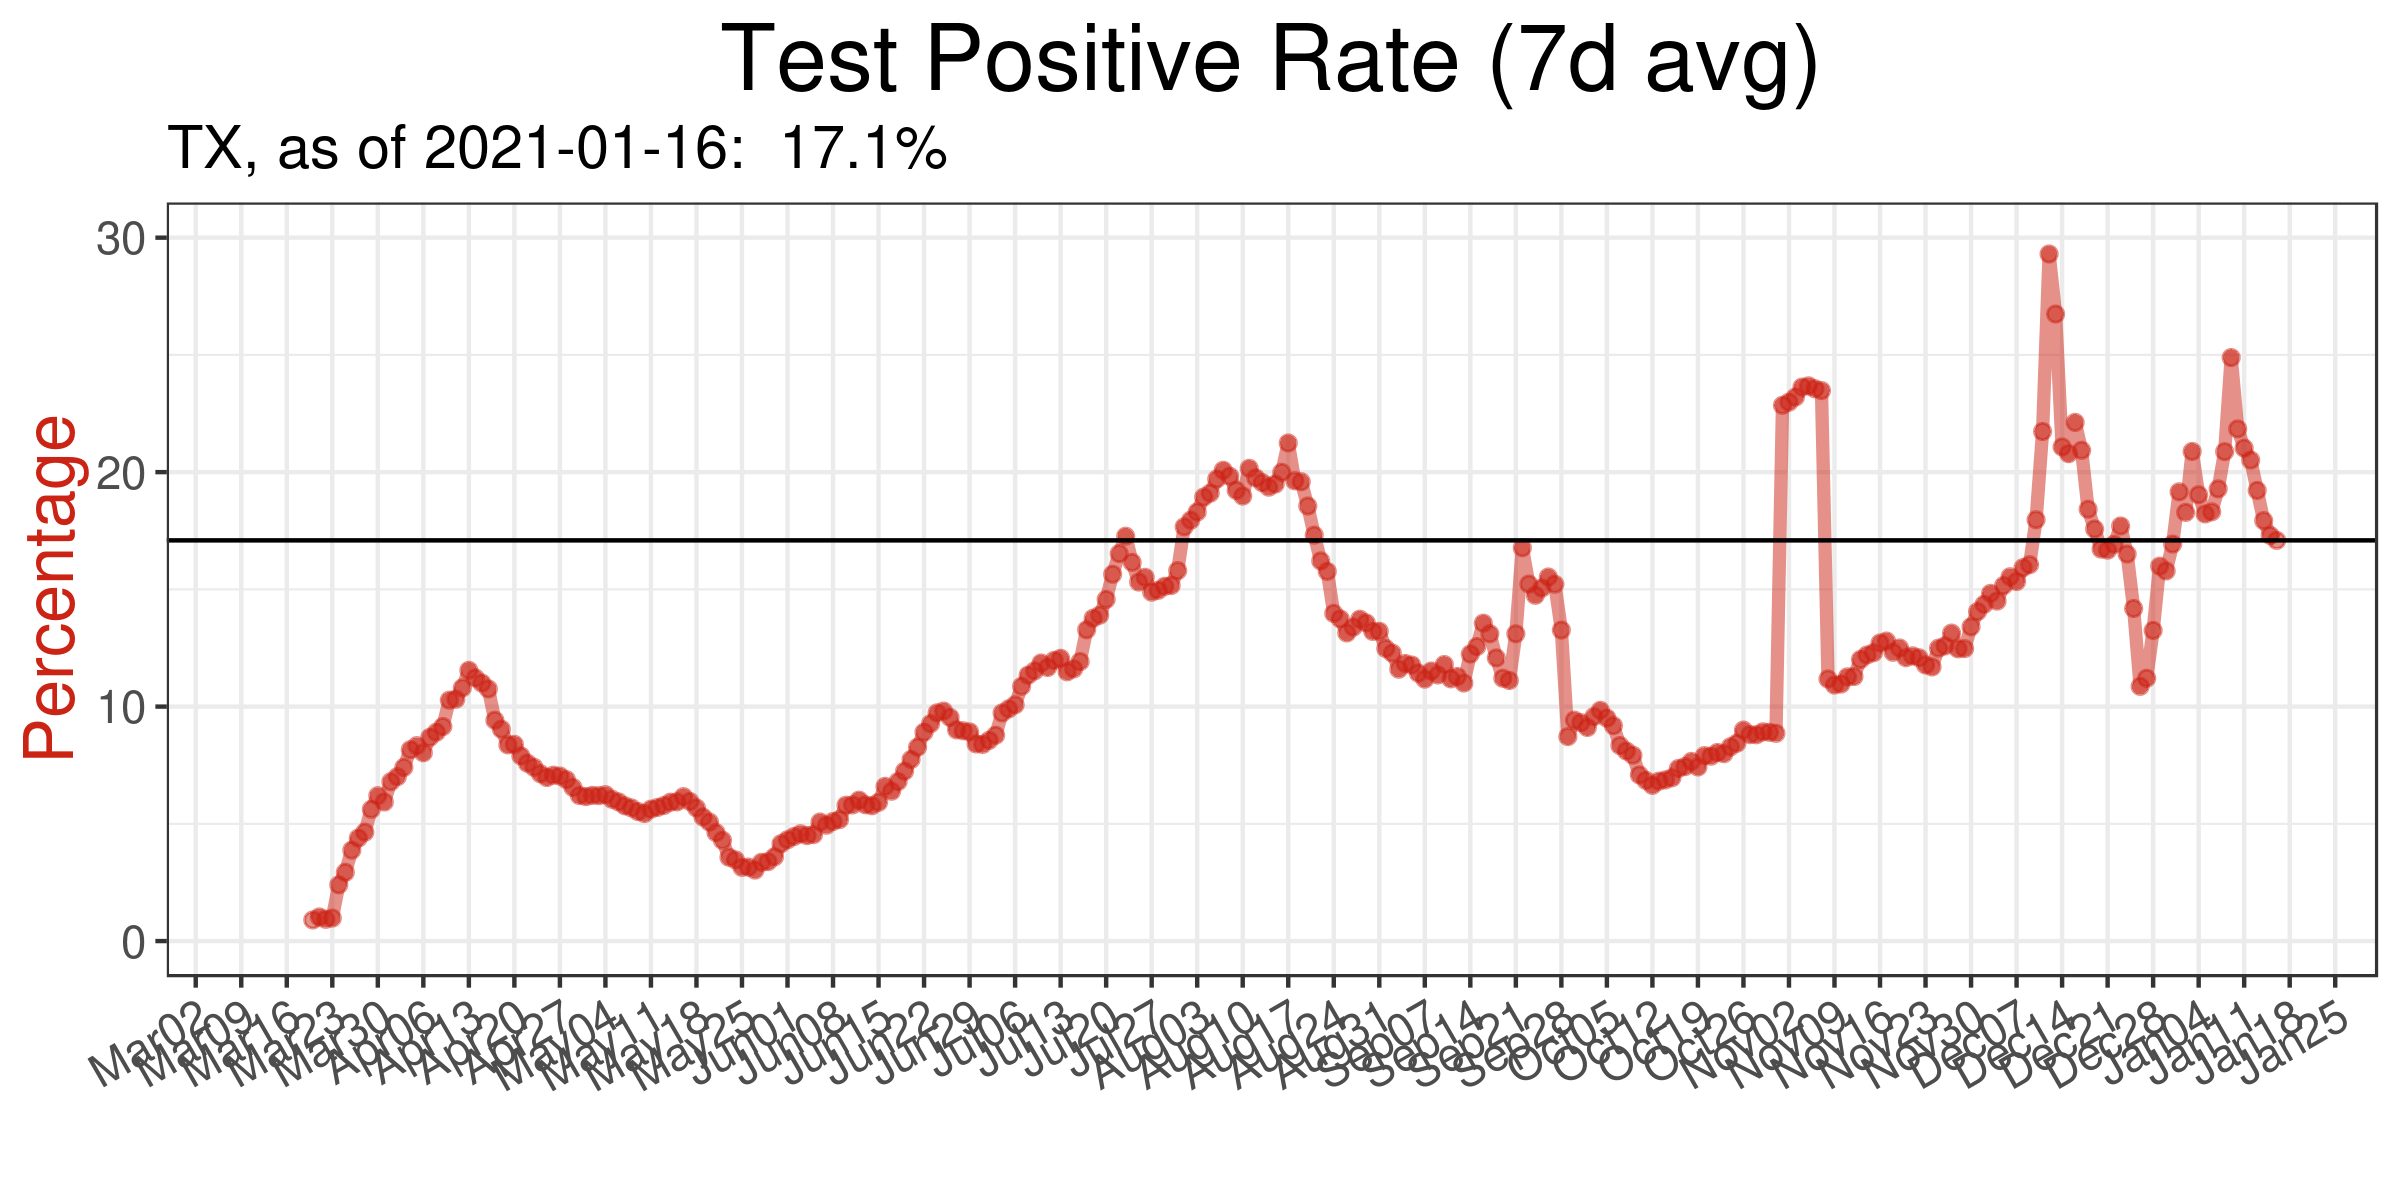 Test Positive Rate (7d avg)
TX, as of 2021-01-16:  17.1%
Percentage
30
20
10
0
Mar02
Mar09
Mar16
Mar23
Mar30
Apr06
Apr13
Apr20
Apr27
May04
May11
May18
May25
Jun01
Jun08
Jun15
Jun22
Jun29
Jul06
Jul13
Jul20
Jul27
Aug03
Aug10
Aug17
Aug24
Aug31
Sep07
Sep14
Sep21
Sep28
Oct05
Oct12
Oct19
Oct26
Nov02
Nov09
Nov16
Nov23
Nov30
Dec07
Dec14
Dec21
Dec28
Jan04
Jan11
Jan18
Jan25